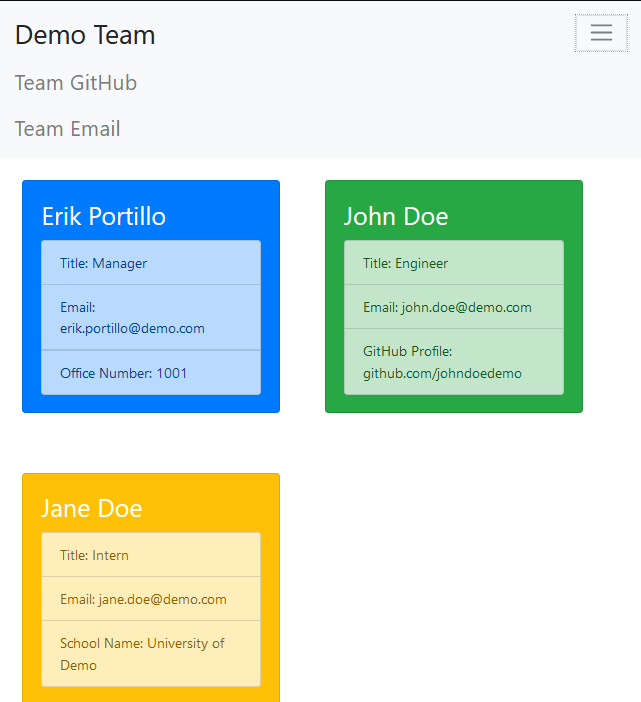 Demo Team
Team GitHub
Team Email
Erik Portillo
Title: Manager
Email:
erik.portillo@demo.com
Office Number: 1001
John Doe
Title: Engineer
Email: john.doe@demo.com
GitHub Profile:
github.com/johndoedemo
Jane Doe
Title: Intern
Email: jane.doe@demo.com
School Name: University of
Demo